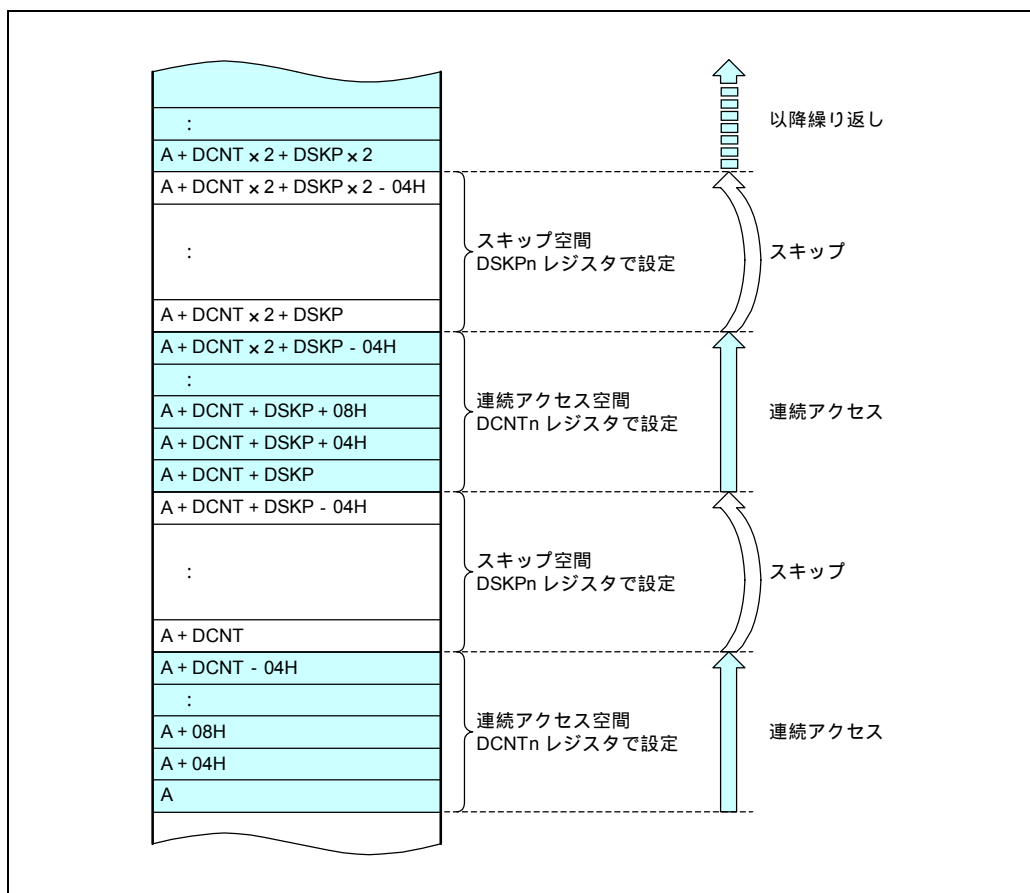 :
A + DCNT × 2 + DSKP × 2
A + DCNT × 2 + DSKP × 2 - 04H
:
A + DCNT × 2 + DSKP
A + DCNT × 2 + DSKP - 04H
:
A + DCNT + DSKP + 08H
A + DCNT + DSKP + 04H
A + DCNT + DSKP
A + DCNT + DSKP - 04H
:
A + DCNT
A + DCNT - 04H
:
A + 08H
A + 04H
A
スキップ空間
DSKPn レジスタで設定
連続アクセス空間
DCNTn レジスタで設定
スキップ空間
DSKPn レジスタで設定
連続アクセス空間
DCNTn レジスタで設定
以降繰り返し
スキップ
連続アクセス
スキップ
連続アクセス